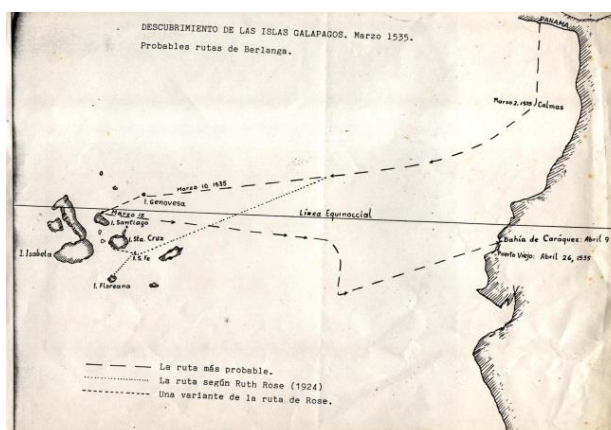 DESCUBRIMIENTO DE LAS ISLAS GALAPAGOS. Marzo 1535.
Probables rutas de Berlanga.
PANAMA
Marzo 2, 1535 Calmas
Marzo 10, 1535
I. Genovesa
Línea Equinoccial
Marzo 13
I. Santiago
I. Sta. Cruz
I. Isabela
I. S. Fe
I. Floreana
Bahía de Caráquez: Abril 9
Puerto Viejo: Abril 26, 1535
La ruta más probable.
La ruta según Ruth Rose (1924)
Una variante de la ruta de Rose.